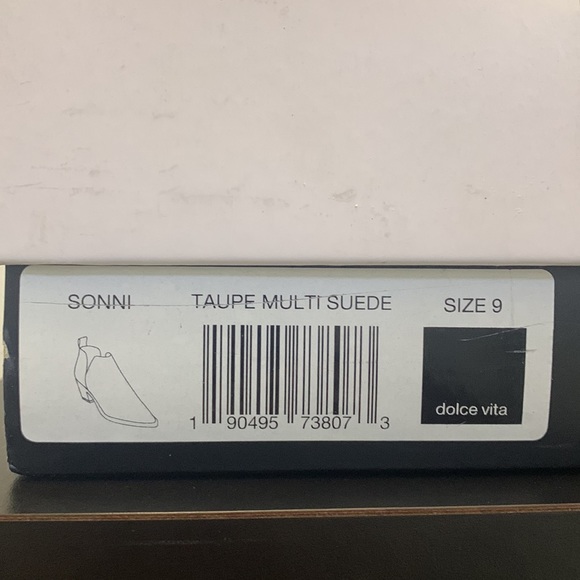 SONNI TAUPE MULTI SUEDE SIZE 9
dolce vita
1 90495 73807 3